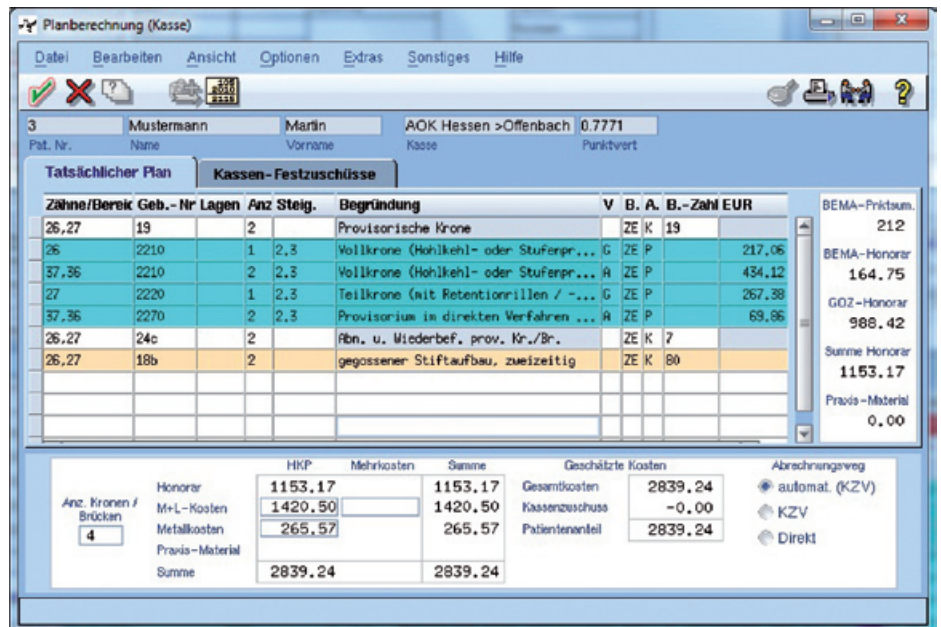 Planberechnung (Kasse)
Datei Bearbeiten Ansicht Optionen Extras Sonstiges Hilfe
3 Mustermann Martin AOK Hessen >Offenbach 0.7771
Pat. Nr. Name Vorname Kasse Punktwert
Tatsächlicher Plan Kassen-Festzuschüsse
Zähne/Bereic Geb.-Nr Lagen Anz Steig. Begründung V B. A. B.-Zahl EUR
26,27 19 2 Provisorische Krone ZE K 19
26 2210 1 2,3 Vollkrone (Hohlkehl- oder Stufenpr... G ZE P 217,06
37,36 2210 2 2,3 Vollkrone (Hohlkehl- oder Stufenpr... A ZE P 434,12
27 2220 1 2,3 Teilkrone (mit Retentionrillen / -... G ZE P 267,38
37,36 2270 2 2,3 Provisorium im direkten Verfahren ... A ZE P 69,86
26,27 24c 2 Abn. u. Wiederbef. prov. Kr./Br. ZE K 7
26,27 18b 2 gegossener Stiftaufbau, zweizeitig ZE K 80
BEMA-Pnktsum.
212
BEMA-Honorar
164.75
GOZ-Honorar
988.42
Summe Honorar
1153.17
Praxis-Material
0.00
HKP Mehrkosten Summe Geschätzte Kosten Abrechnungsweg
Honorar 1153.17 1153.17 Gesamtkosten 2839.24 automat. (KZV)
Anz. Kronen / Brücken 4
M+L-Kosten 1420.50 1420.50 Kassenzuschuss -0.00 KZV
Metallkosten 265.57 265.57 Patientenanteil 2839.24 Direkt
Praxis-Material
Summe 2839.24 2839.24